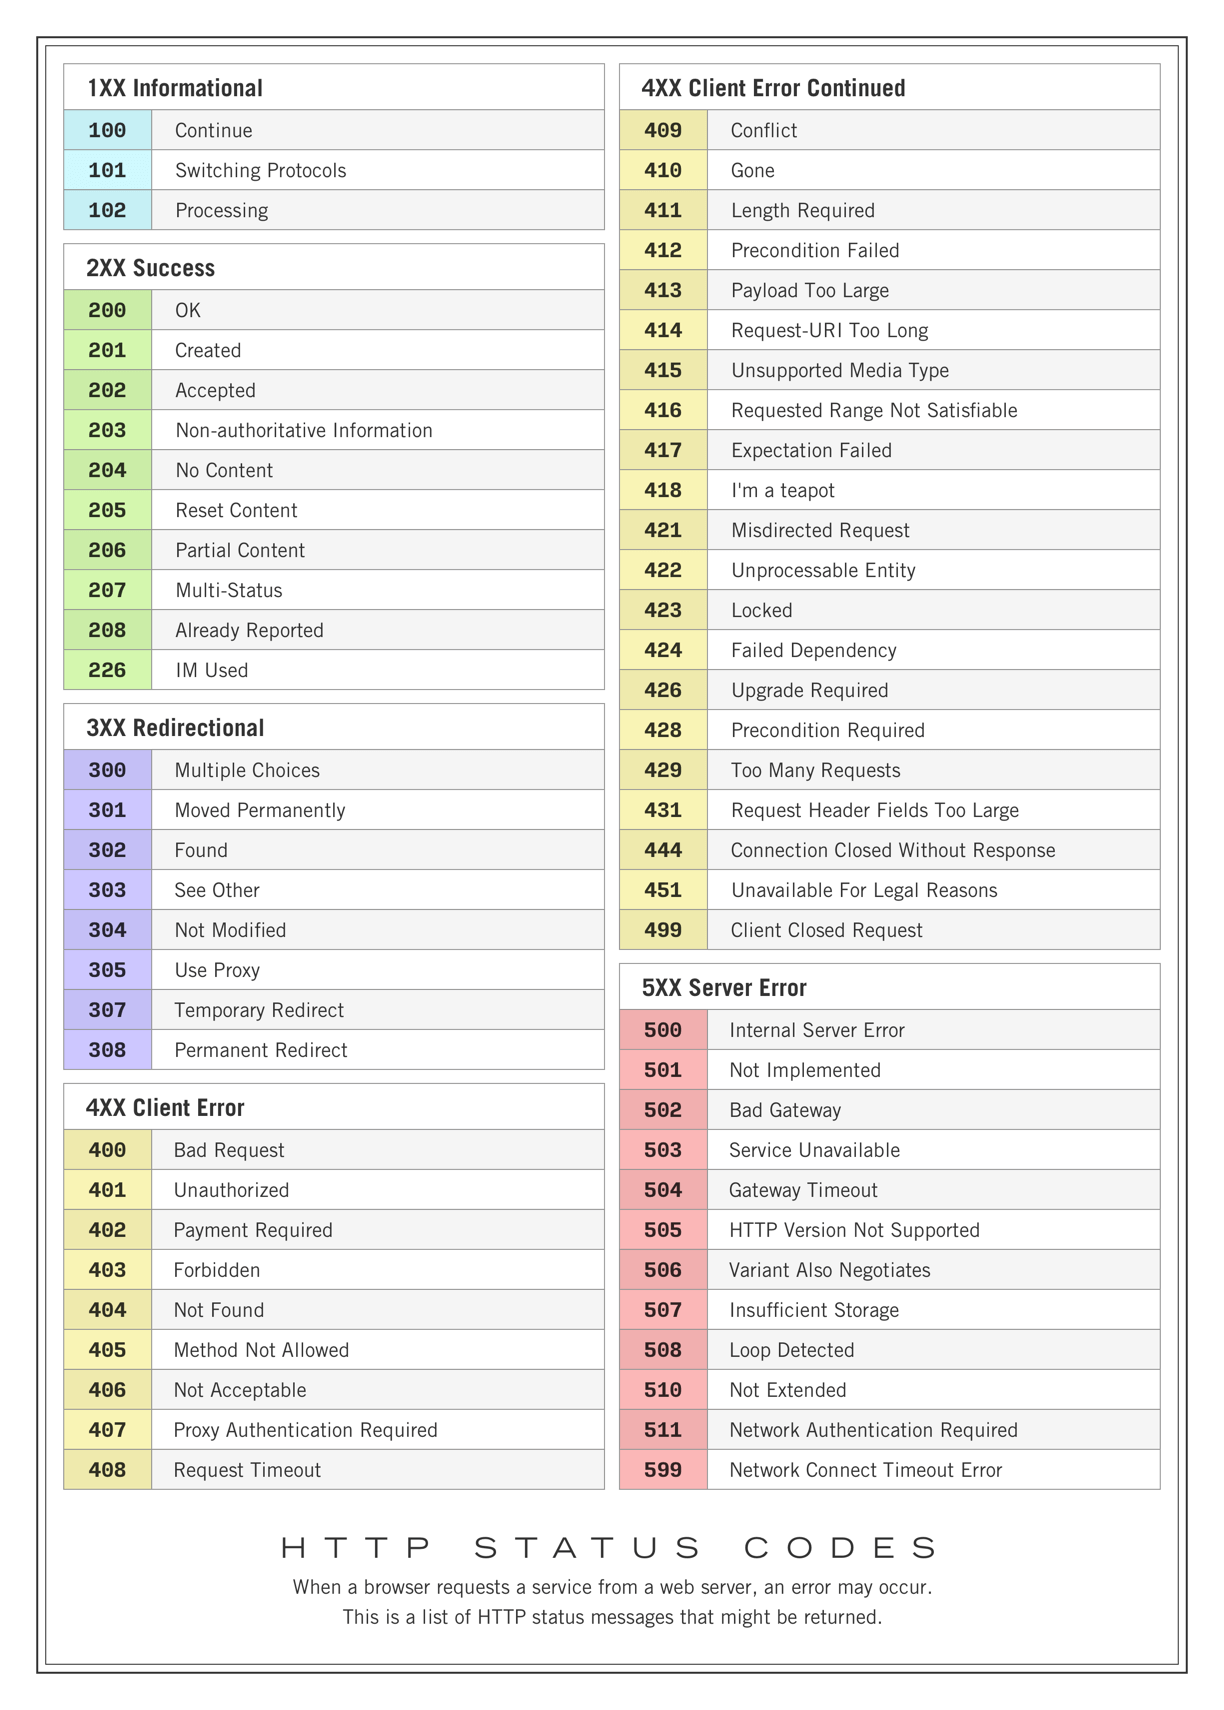 1XX Informational
100 Continue
101 Switching Protocols
102 Processing
2XX Success
200 OK
201 Created
202 Accepted
203 Non-authoritative Information
204 No Content
205 Reset Content
206 Partial Content
207 Multi-Status
208 Already Reported
226 IM Used
3XX Redirectional
300 Multiple Choices
301 Moved Permanently
302 Found
303 See Other
304 Not Modified
305 Use Proxy
307 Temporary Redirect
308 Permanent Redirect
4XX Client Error
400 Bad Request
401 Unauthorized
402 Payment Required
403 Forbidden
404 Not Found
405 Method Not Allowed
406 Not Acceptable
407 Proxy Authentication Required
408 Request Timeout
4XX Client Error Continued
409 Conflict
410 Gone
411 Length Required
412 Precondition Failed
413 Payload Too Large
414 Request-URI Too Long
415 Unsupported Media Type
416 Requested Range Not Satisfiable
417 Expectation Failed
418 I'm a teapot
421 Misdirected Request
422 Unprocessable Entity
423 Locked
424 Failed Dependency
426 Upgrade Required
428 Precondition Required
429 Too Many Requests
431 Request Header Fields Too Large
444 Connection Closed Without Response
451 Unavailable For Legal Reasons
499 Client Closed Request
5XX Server Error
500 Internal Server Error
501 Not Implemented
502 Bad Gateway
503 Service Unavailable
504 Gateway Timeout
505 HTTP Version Not Supported
506 Variant Also Negotiates
507 Insufficient Storage
508 Loop Detected
510 Not Extended
511 Network Authentication Required
599 Network Connect Timeout Error
HTTP STATUS CODES
When a browser requests a service from a web server, an error may occur.
This is a list of HTTP status messages that might be returned.